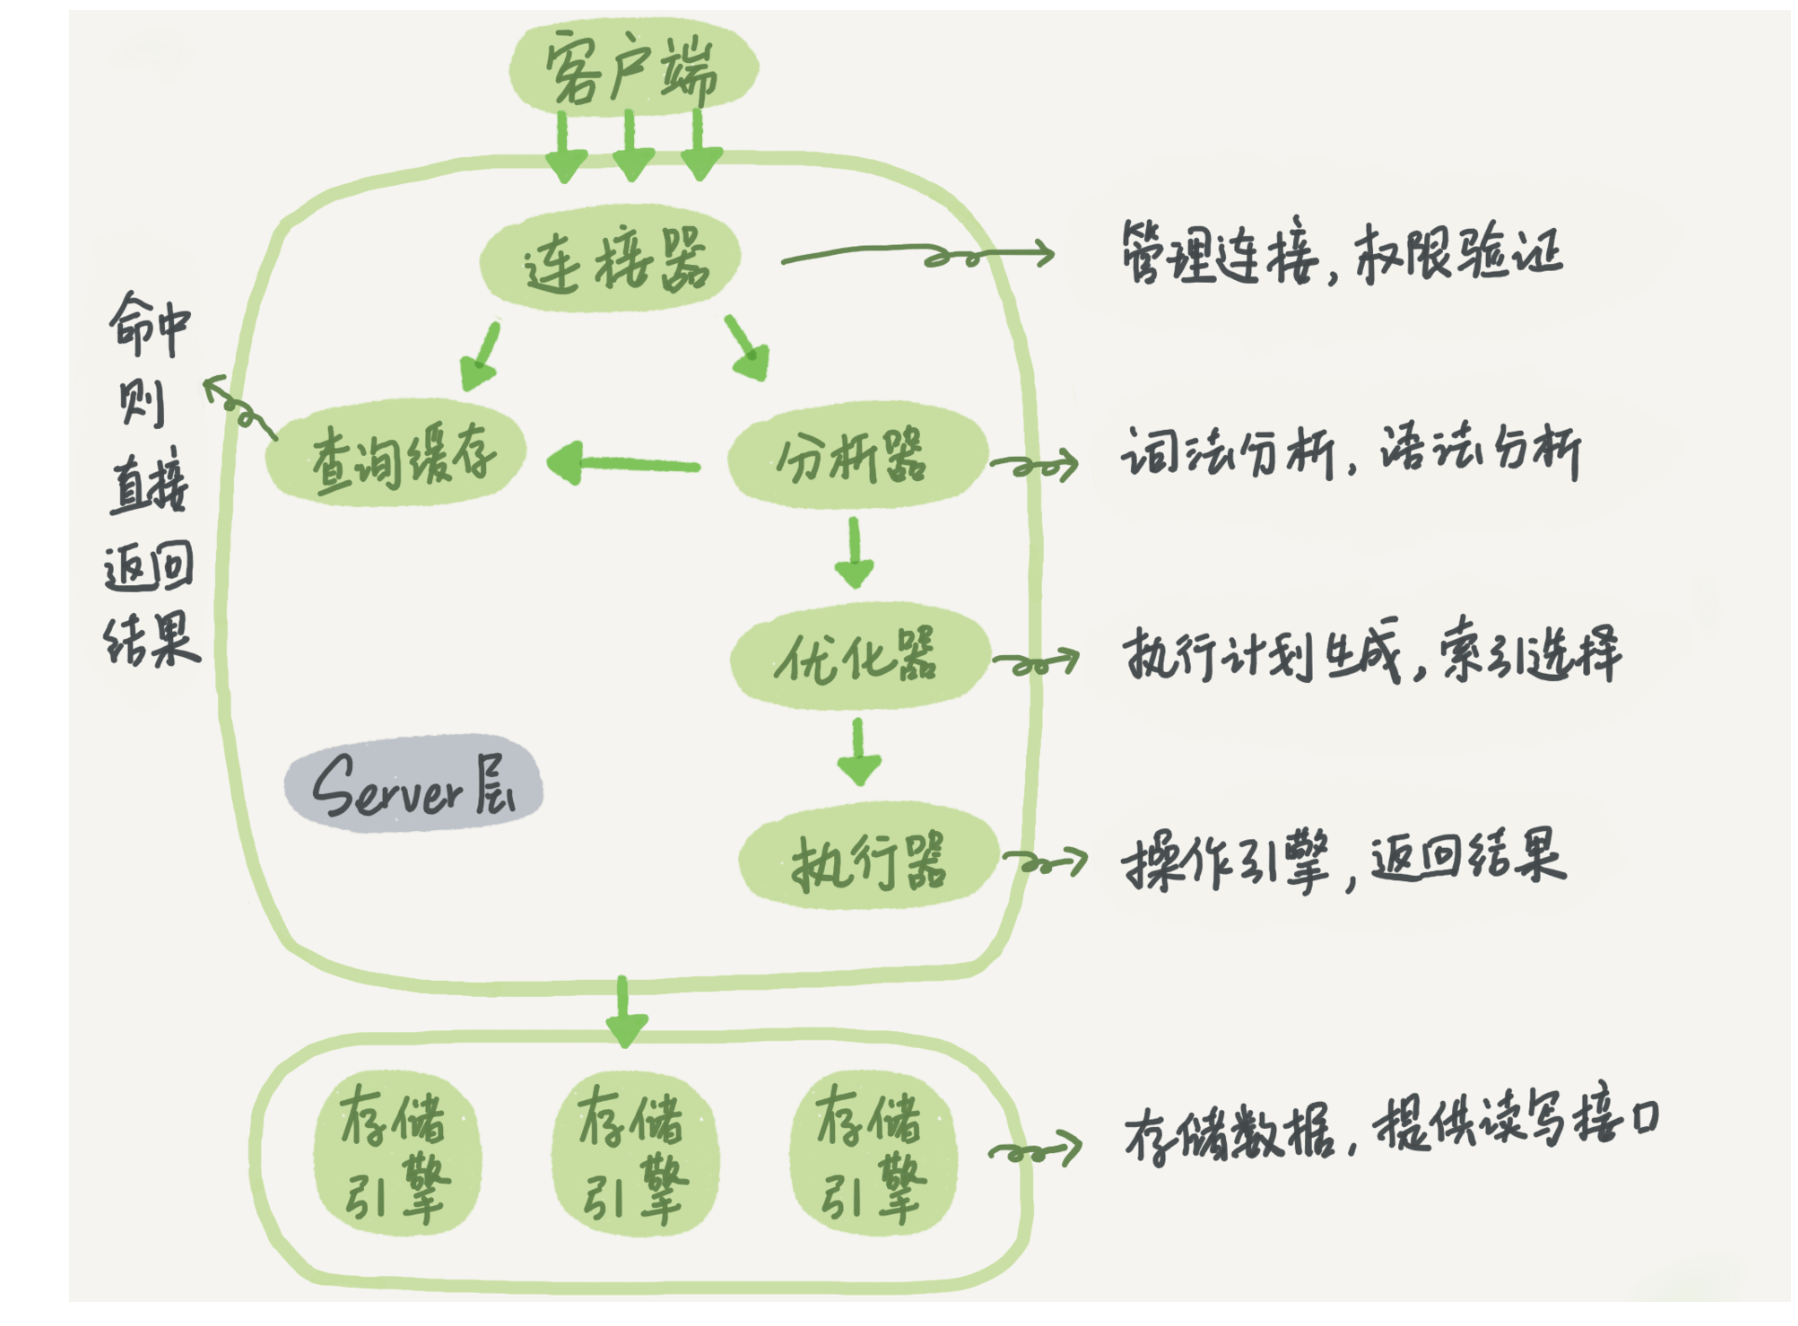 客户端
连接器
管理连接,权限验证
命中
则
直接
返回
结果
查询缓存
分析器
词法分析,语法分析
优化器
执行计划生成,索引选择
Server层
执行器
操作引擎,返回结果
存储
引擎
存储
引擎
存储
引擎
存储数据,提供读写接口